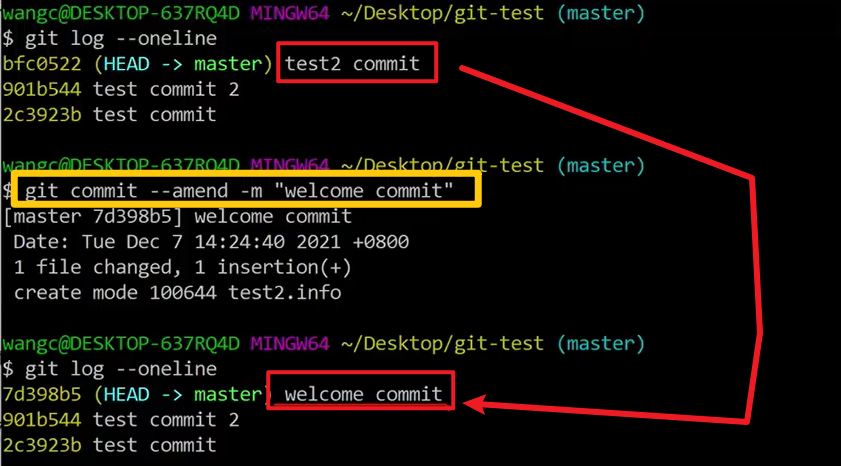 wangc@DESKTOP-637RQ4D MINGW64 ~/Desktop/git-test (master)
$ git log --oneline
bfc0522 (HEAD -> master) test2 commit
901b544 test commit 2
2c3923b test commit
wangc@DESKTOP-637RQ4D MINGW64 ~/Desktop/git-test (master)
$ git commit --amend -m "welcome commit"
[master 7d398b5] welcome commit
Date: Tue Dec 7 14:24:40 2021 +0800
1 file changed, 1 insertion(+)
create mode 100644 test2.info
wangc@DESKTOP-637RQ4D MINGW64 ~/Desktop/git-test (master)
$ git log --oneline
7d398b5 (HEAD -> master) welcome commit
901b544 test commit 2
2c3923b test commit